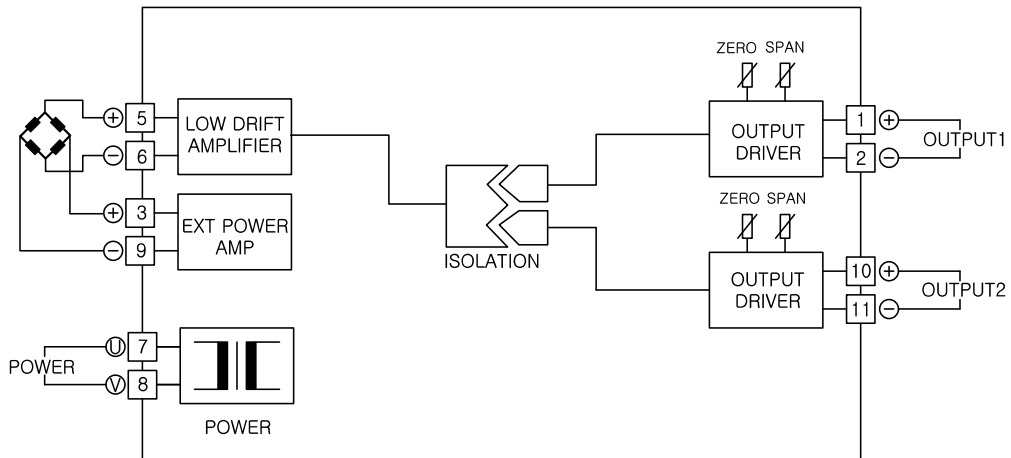 ZERO SPAN
5
LOW DRIFT
AMPLIFIER
6
OUTPUT
DRIVER
1
2
OUTPUT1
3
EXT POWER
AMP
9
ISOLATION
ZERO SPAN
OUTPUT
DRIVER
10
11
OUTPUT2
POWER
U
7
V
8
POWER